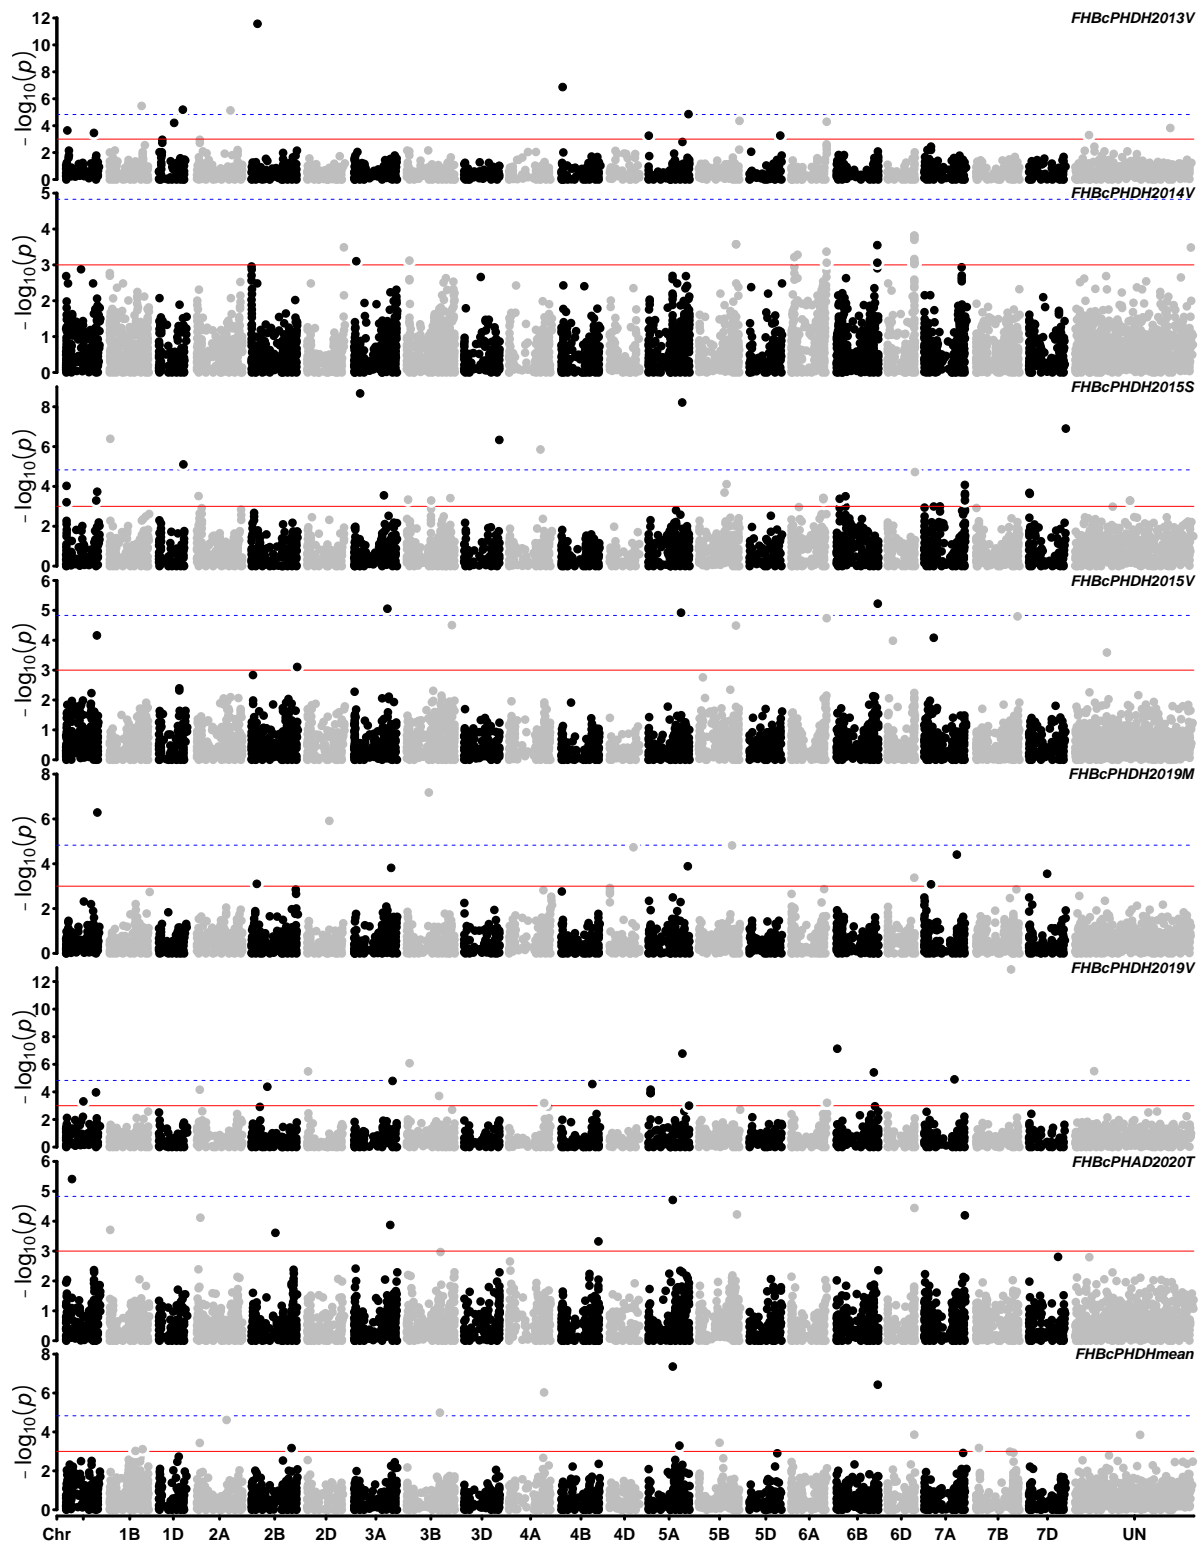 FHBcPHDH2013V
− log10(p)
12
10
8
6
4
2
0
FHBcPHDH2014V
− log10(p)
5
4
3
2
1
0
FHBcPHDH2015S
− log10(p)
8
6
4
2
0
FHBcPHDH2015V
− log10(p)
6
5
4
3
2
1
0
FHBcPHDH2019M
− log10(p)
8
6
4
2
0
FHBcPHDH2019V
− log10(p)
12
10
8
6
4
2
0
FHBcPHAD2020T
− log10(p)
6
5
4
3
2
1
0
FHBcPHDHmean
− log10(p)
8
6
4
2
0
Chr 1B 1D 2A 2B 2D 3A 3B 3D 4A 4B 4D 5A 5B 5D 6A 6B 6D 7A 7B 7D UN